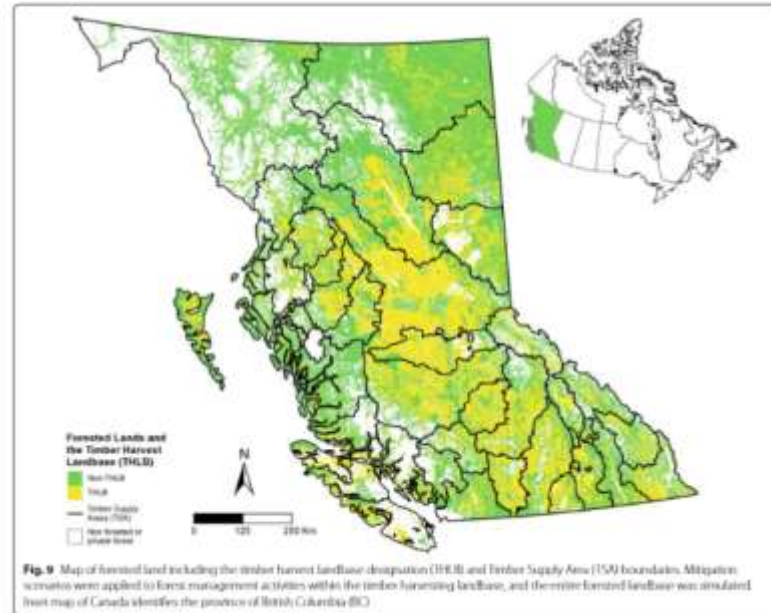 Forested Lands and
the Timber Harvest
Landbase (THLB)
Non-THLB
THLB
Timber Supply
Areas (TSA)
Non forested or
private forest
N
0 125 250 Km
Fig. 9 Map of forested land including the timber harvest landbase designation (THLB) and Timber Supply Area (TSA) boundaries. Mitigation
scenarios were applied to forest management activities within the timber harvesting landbase, and the entire forested landbase was simulated.
Inset map of Canada identifies the province of British Columbia (BC)